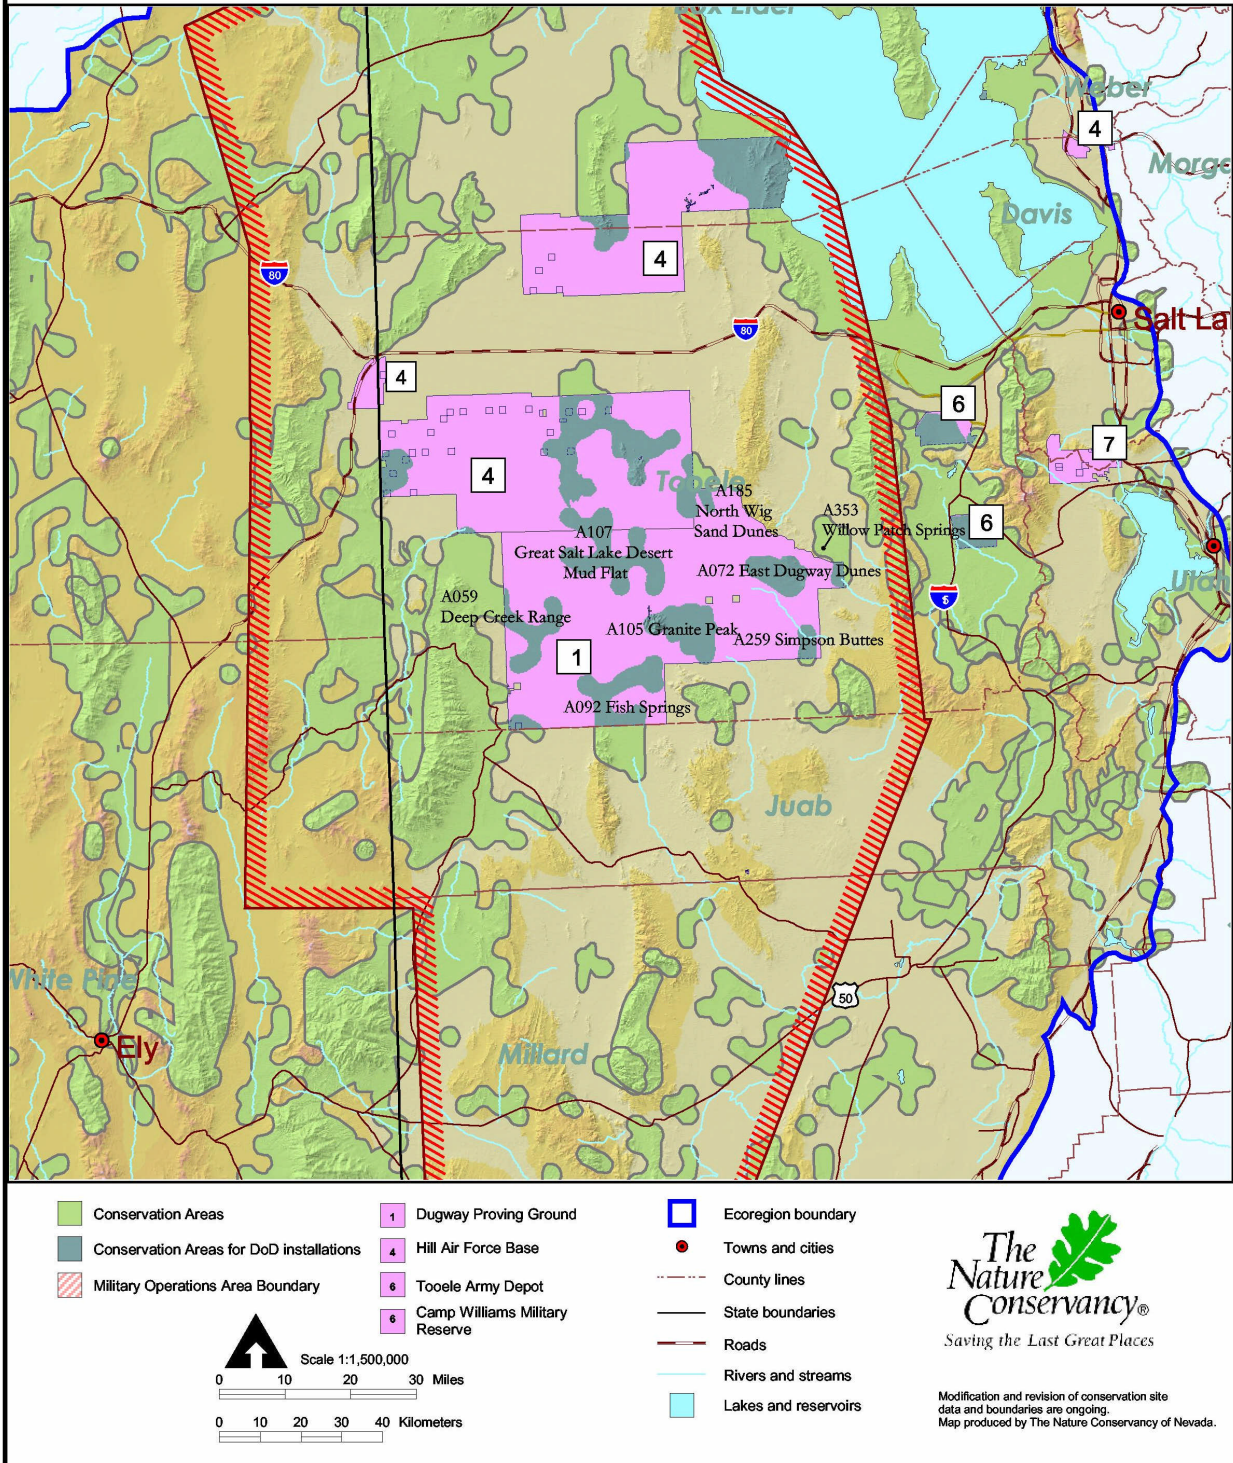 Box Elder
Weber
4
Morga
Davis
4
80
80
Salt La
4
6
7
4
Tooele
A185
North Wig
Sand Dunes
A353
Willow Patch Springs
6
A107
Great Salt Lake Desert
Mud Flat
A072 East Dugway Dunes
Utah
A059
Deep Creek Range
A105 Granite Peak
A259 Simpson Buttes
1
A092 Fish Springs
Juab
White Pine
50
Ely
Millard
Conservation Areas
Conservation Areas for DoD installations
Military Operations Area Boundary
1 Dugway Proving Ground
4 Hill Air Force Base
6 Tooele Army Depot
6 Camp Williams Military
Reserve
Ecoregion boundary
Towns and cities
County lines
State boundaries
Roads
Rivers and streams
Lakes and reservoirs
The
Nature
Conservancy®
Saving the Last Great Places
Scale 1:1,500,000
0 10 20 30 Miles
0 10 20 30 40 Kilometers
Modification and revision of conservation site
data and boundaries are ongoing.
Map produced by The Nature Conservancy of Nevada.